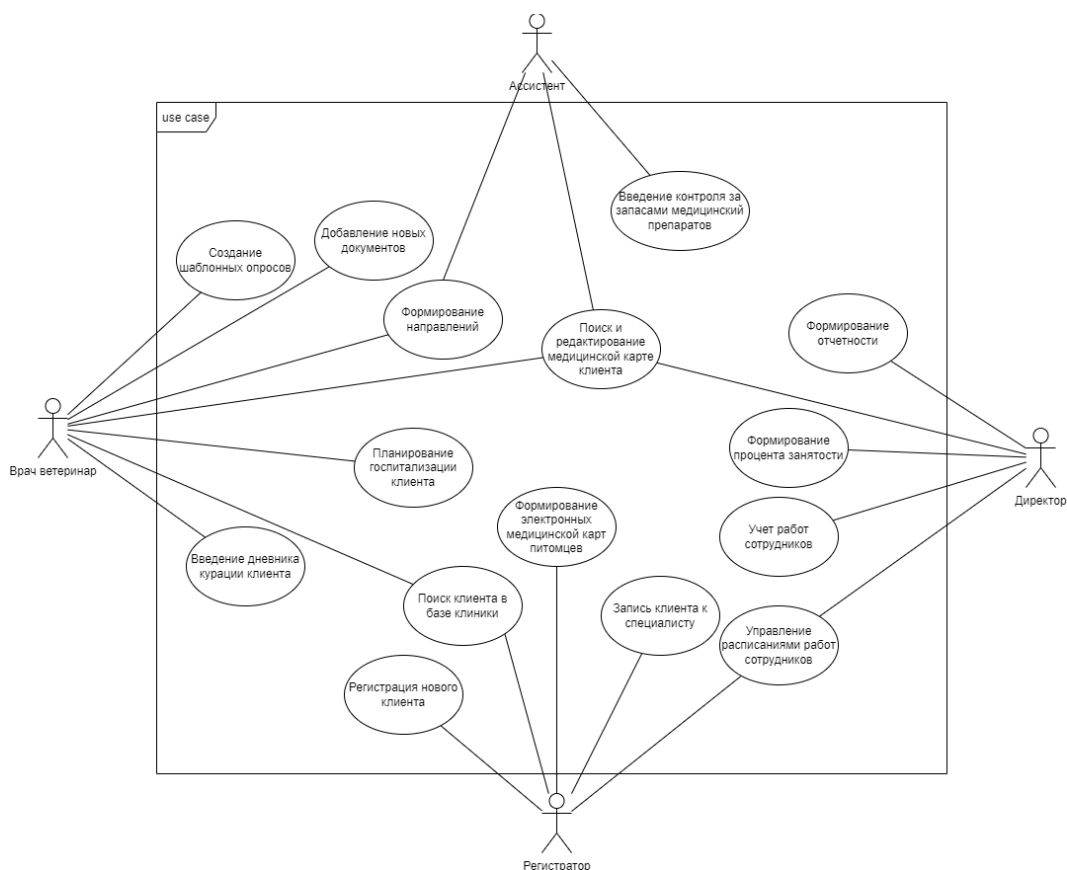 Ассистент
use case
Введение контроля за
запасами медицинский
препаратов
Добавление новых
документов
Создание
шаблонных опросов
Формирование
направлений
Поиск и
редактирование
медицинской карте
клиента
Формирование
отчетности
Врач ветеринар
Планирование
госпитализации
клиента
Формирование
процента занятости
Директор
Формирование
электронных
медицинской карт
питомцев
Учет работ
сотрудников
Введение дневника
курации клиента
Поиск клиента в
базе клиники
Запись клиента к
специалисту
Управление
расписаниями работ
сотрудников
Регистрация нового
клиента
Регистратор